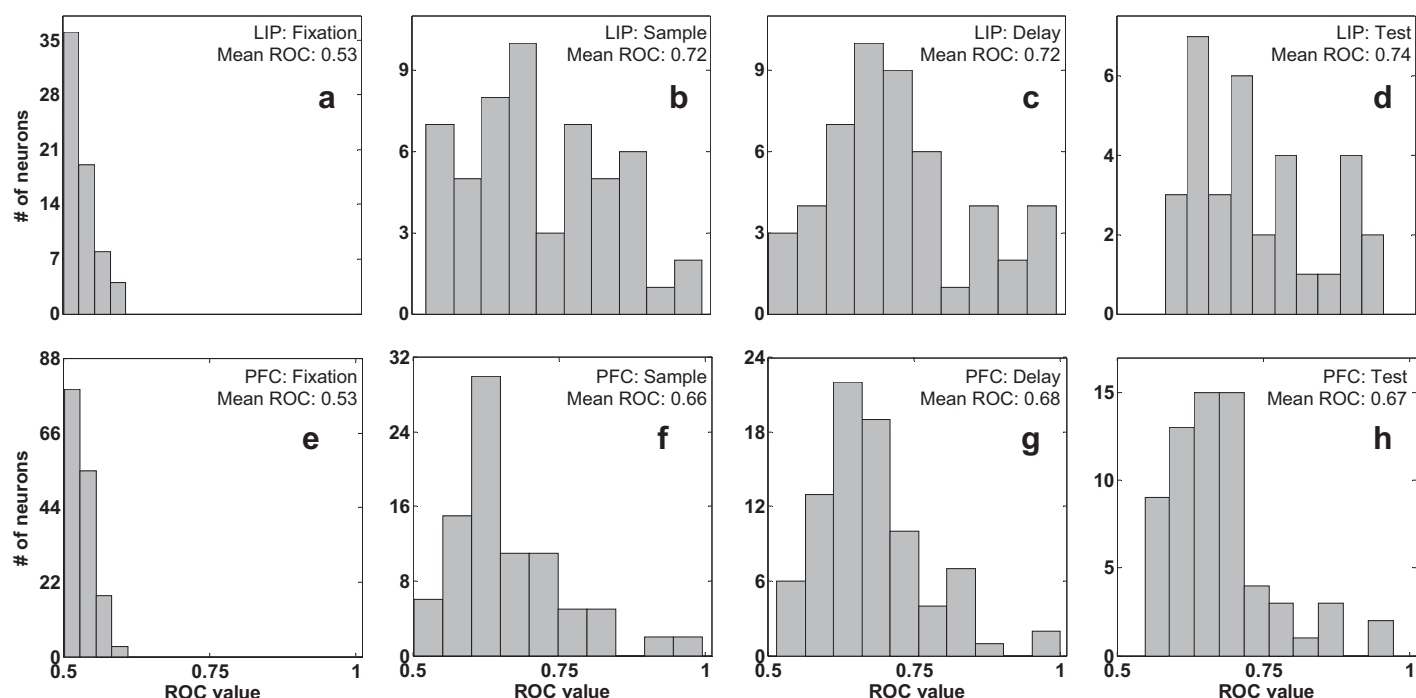 LIP: Fixation
Mean ROC: 0.53
a
35
28
21
14
7
0
# of neurons
LIP: Sample
Mean ROC: 0.72
b
9
6
3
0
LIP: Delay
Mean ROC: 0.72
c
9
6
3
0
LIP: Test
Mean ROC: 0.74
d
6
4
2
0
PFC: Fixation
Mean ROC: 0.53
e
88
66
44
22
0
# of neurons
0.5
0.75
1
ROC value
PFC: Sample
Mean ROC: 0.66
f
32
24
16
8
0
0.5
0.75
1
ROC value
PFC: Delay
Mean ROC: 0.68
g
24
18
12
6
0
0.5
0.75
1
ROC value
PFC: Test
Mean ROC: 0.67
h
15
10
5
0
0.5
0.75
1
ROC value